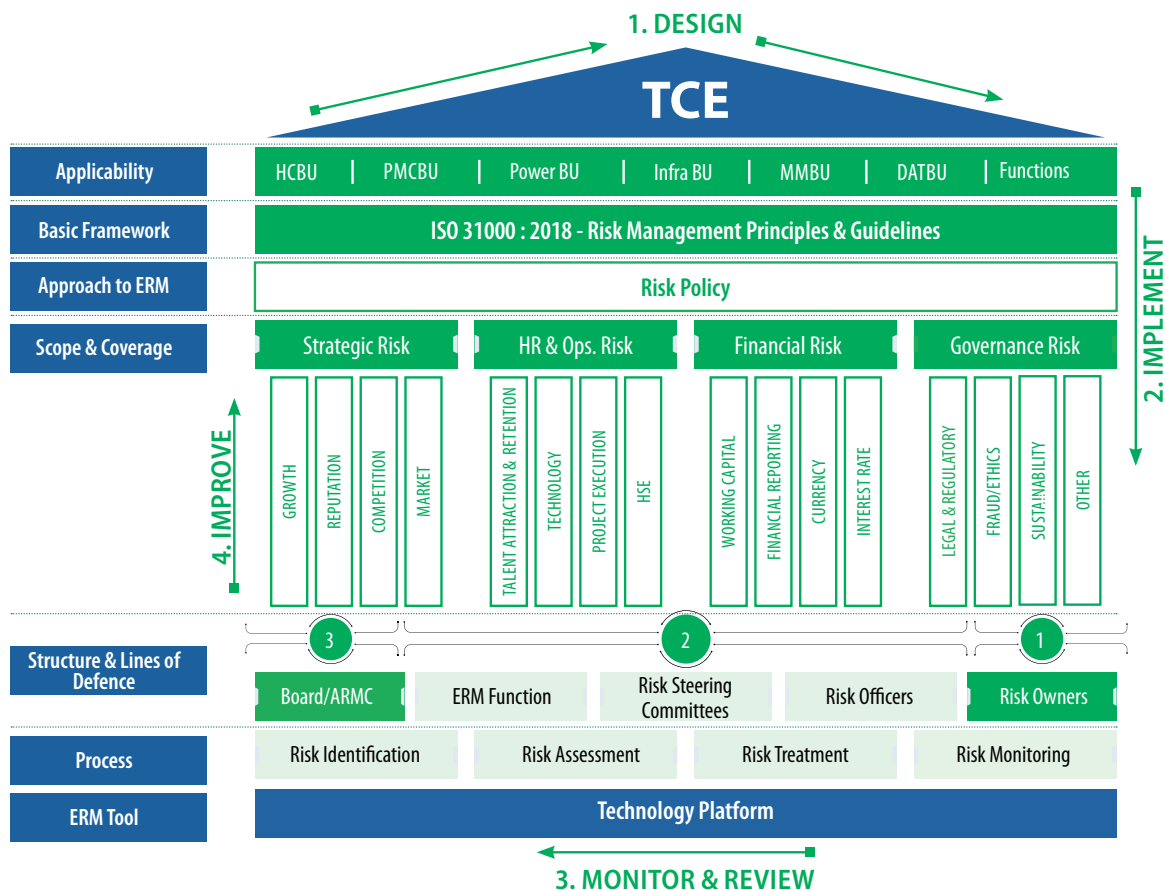 1. DESIGN
TCE
Applicability
HCBU | PMCBU | Power BU | Infra BU | MMBU | DATBU | Functions
Basic Framework
ISO 31000 : 2018 - Risk Management Principles & Guidelines
Approach to ERM
Risk Policy
2. IMPLEMENT
Scope & Coverage
Strategic Risk
HR & Ops. Risk
Financial Risk
Governance Risk
4. IMPROVE
GROWTH
REPUTATION
COMPETITION
MARKET
TALENT ATTRACTION & RETENTION
TECHNOLOGY
PROJECT EXECUTION
HSE
WORKING CAPITAL
FINANCIAL REPORTING
CURRENCY
INTEREST RATE
LEGAL & REGULATORY
FRAUD/ETHICS
SUSTAINABILITY
OTHER
3
2
1
Structure & Lines of
Defence
Board/ARMC
ERM Function
Risk Steering
Committees
Risk Officers
Risk Owners
Process
Risk Identification
Risk Assessment
Risk Treatment
Risk Monitoring
ERM Tool
Technology Platform
3. MONITOR & REVIEW